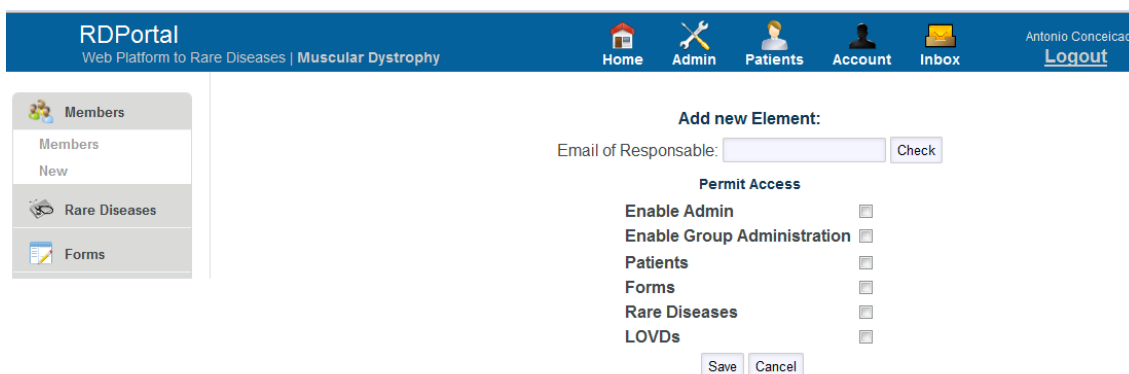 RDPortal
Web Platform to Rare Diseases | Muscular Dystrophy
Home Admin Patients Account Inbox
Antonio Conceicao
Logout
Members
Members
New
Rare Diseases
Forms
Add new Element:
Email of Responsable: Check
Permit Access
Enable Admin
Enable Group Administration
Patients
Forms
Rare Diseases
LOVDs
Save Cancel